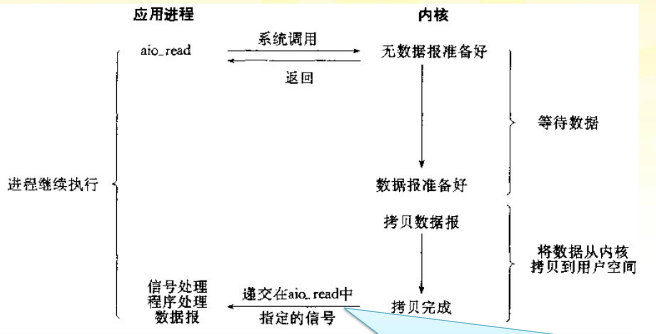 应用进程
内核
aio_read
系统调用
无数据报准备好
返回
等待数据
进程继续执行
数据报准备好
拷贝数据报
将数据从内核
拷贝到用户空间
信号处理
程序处理
数据报
递交在aio_read中
指定的信号
拷贝完成